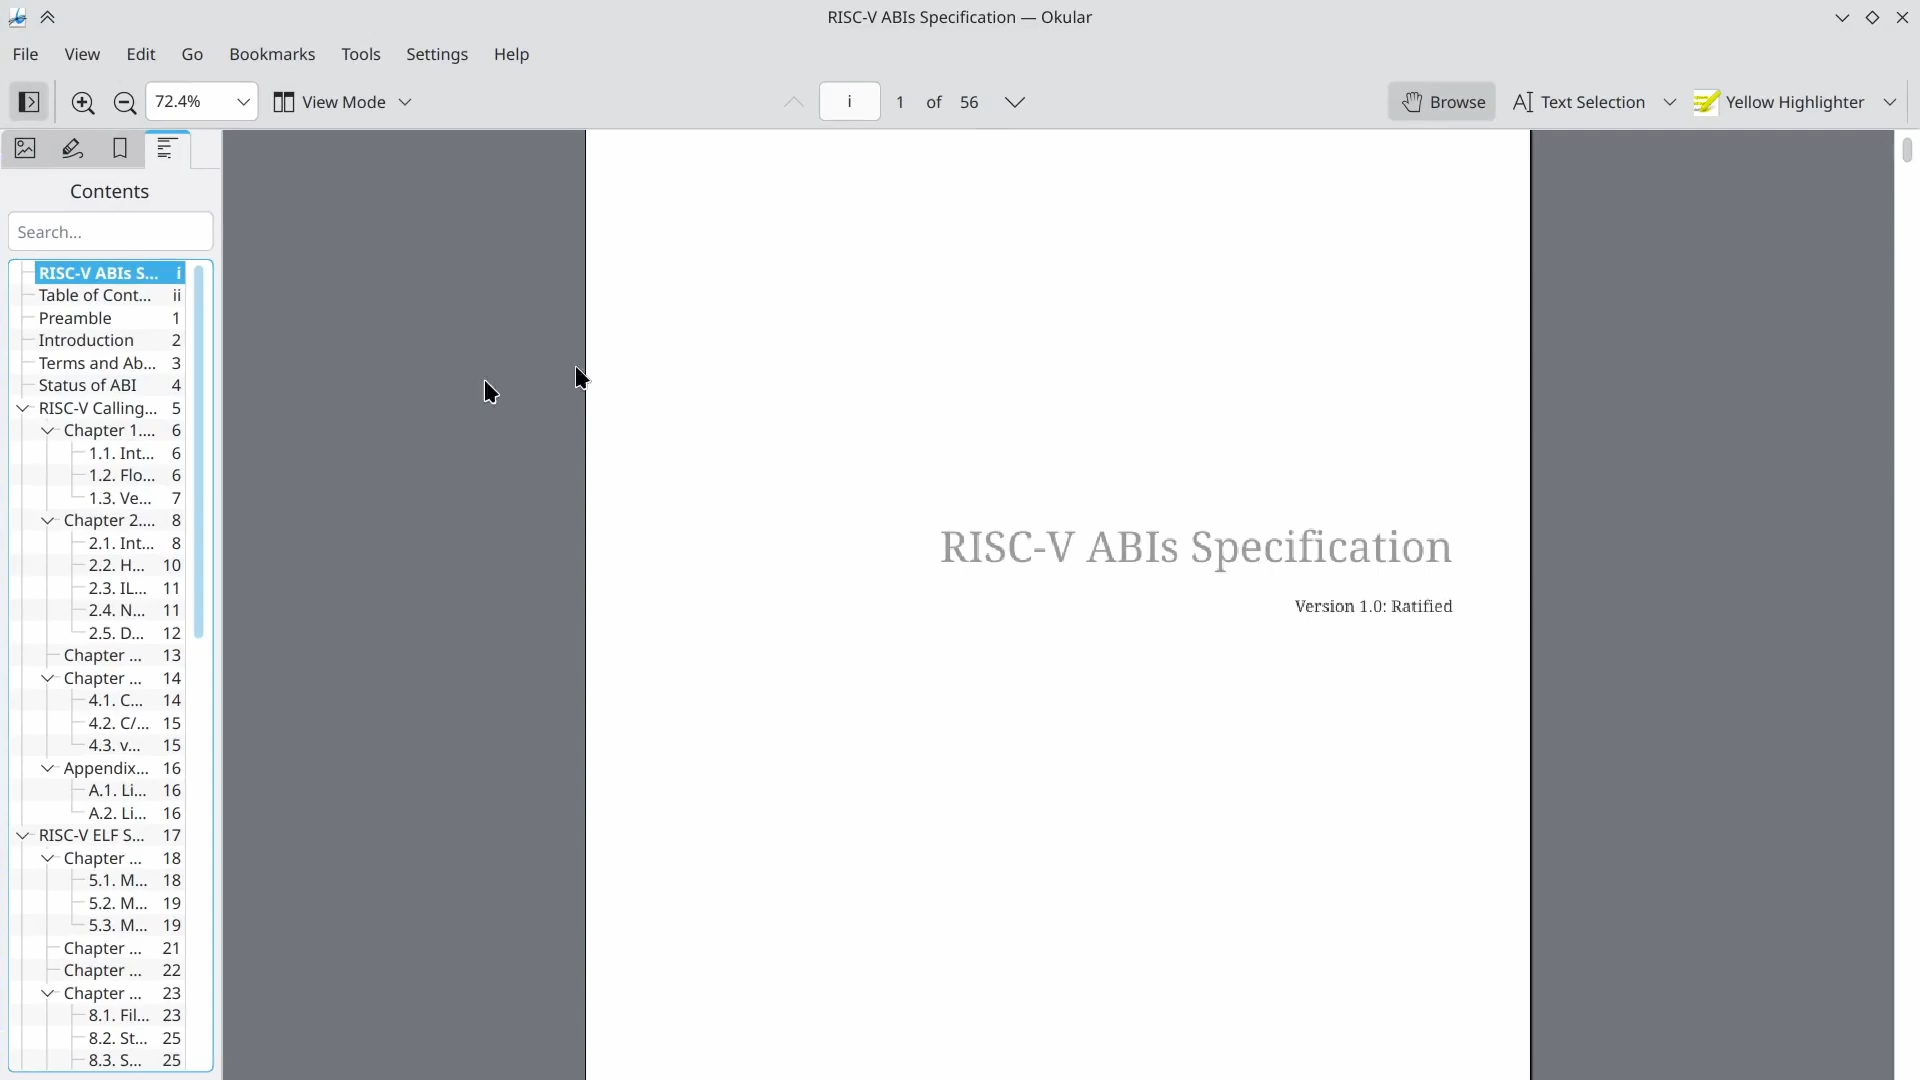 RISC-V ABIs Specification — Okular
File View Edit Go Bookmarks Tools Settings Help
72.4% View Mode i 1 of 56 Browse Text Selection Yellow Highlighter
Contents
Search...
RISC-V ABIs S... i
Table of Cont... ii
Preamble 1
Introduction 2
Terms and Ab... 3
Status of ABI 4
RISC-V Calling... 5
Chapter 1.... 6
1.1. Int... 6
1.2. Flo... 6
1.3. Ve... 7
Chapter 2.... 8
2.1. Int... 8
2.2. H... 10
2.3. IL... 11
2.4. N... 11
2.5. D... 12
Chapter ... 13
Chapter ... 14
4.1. C... 14
4.2. C/... 15
4.3. v... 15
Appendix... 16
A.1. Li... 16
A.2. Li... 16
RISC-V ELF S... 17
Chapter ... 18
5.1. M... 18
5.2. M... 19
5.3. M... 19
Chapter ... 21
Chapter ... 22
Chapter ... 23
8.1. Fil... 23
8.2. St... 25
8.3. S... 25
RISC-V ABIs Specification
Version 1.0: Ratified